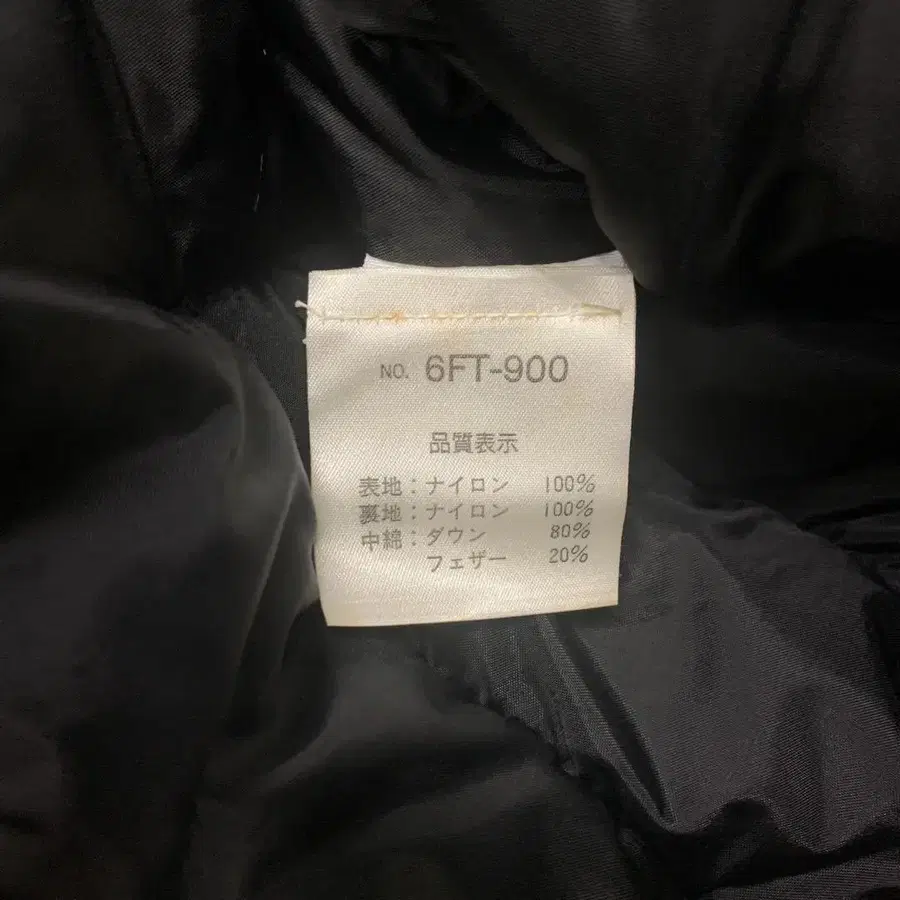 NO. 6FT-900
品質表示
表地:ナイロン 100%
裏地:ナイロン 100%
中綿:ダウン 80%
フェザー 20%